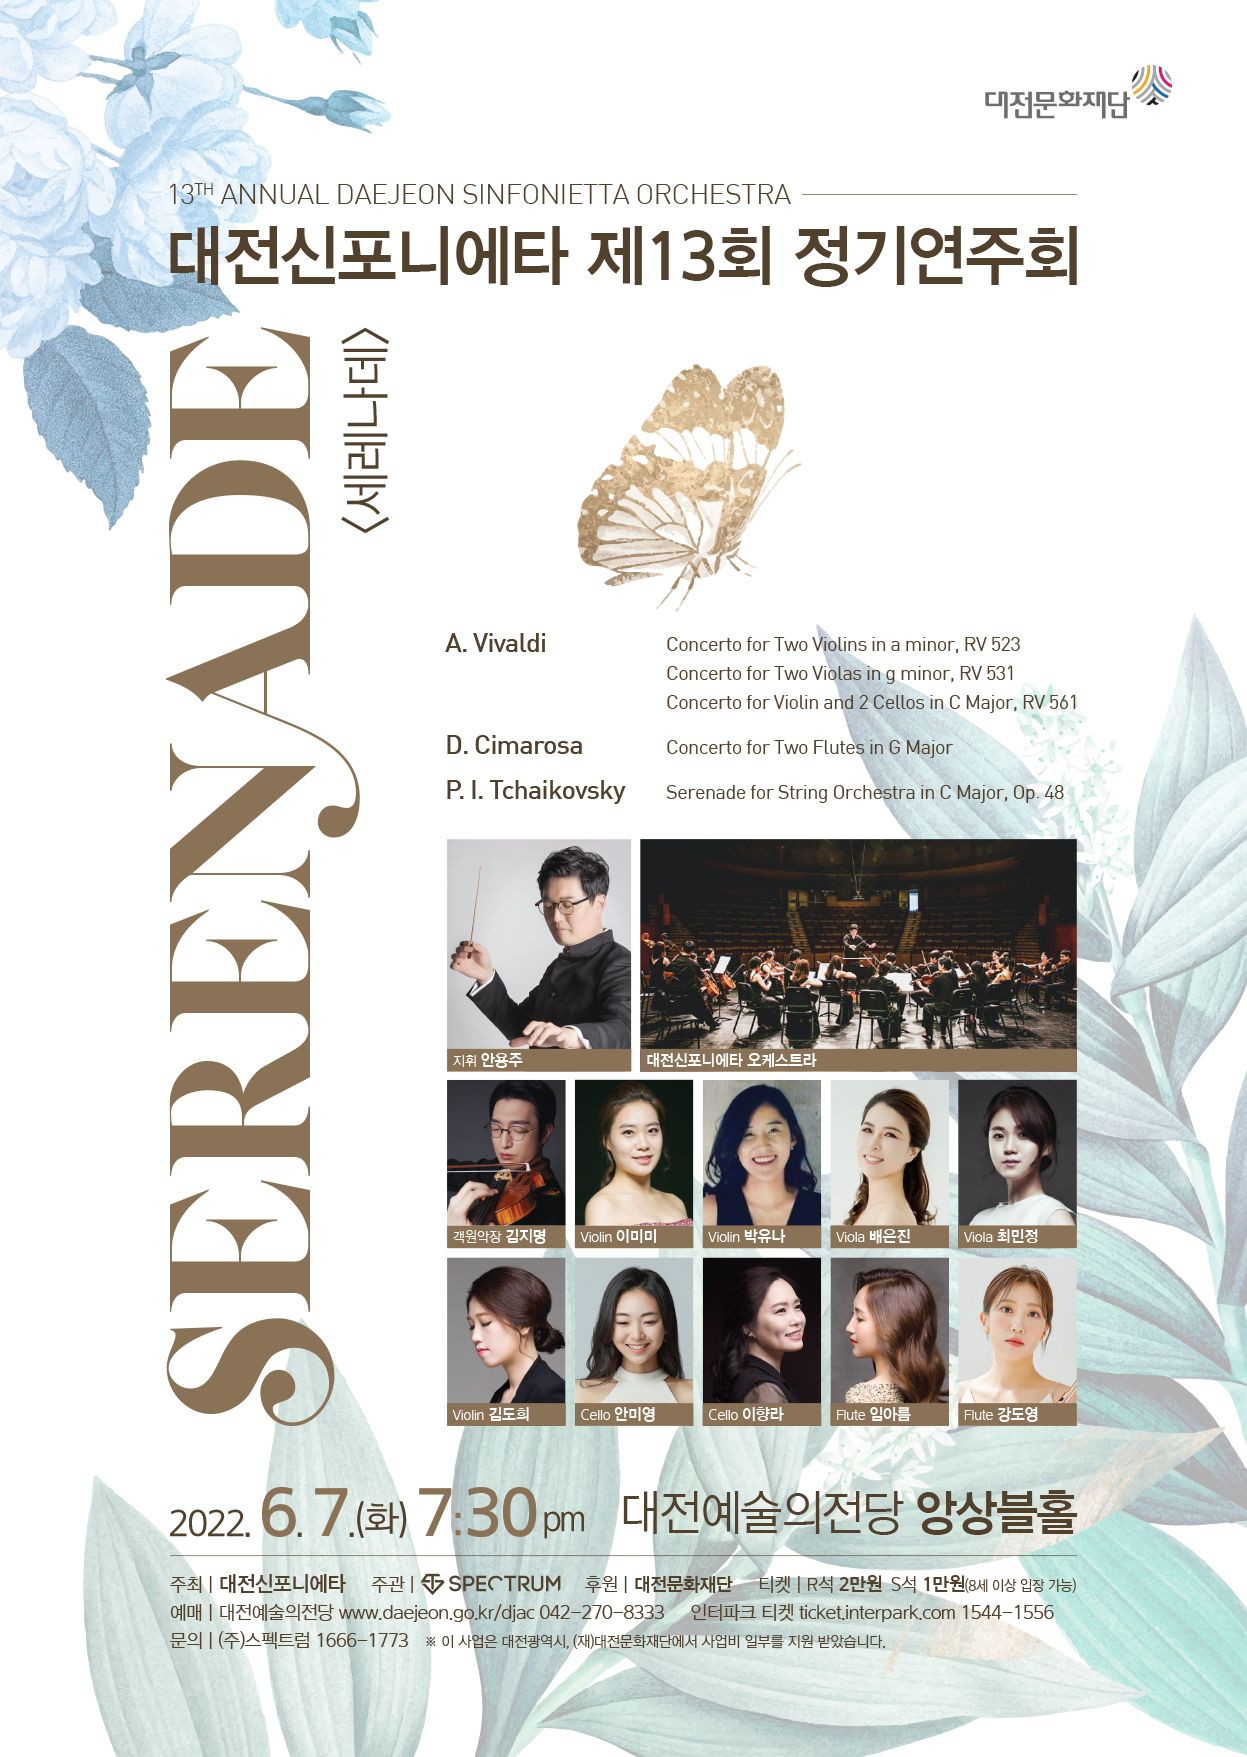 대전문화재단
13TH ANNUAL DAEJEON SINFONIETTA ORCHESTRA
대전신포니에타 제13회 정기연주회
SERENADE
<세레나데>
A. Vivaldi Concerto for Two Violins in a minor, RV 523
Concerto for Two Violas in g minor, RV 531
Concerto for Violin and 2 Cellos in C Major, RV 561
D. Cimarosa Concerto for Two Flutes in G Major
P. I. Tchaikovsky Serenade for String Orchestra in C Major, Op. 48
지휘 안용주 대전신포니에타 오케스트라
객원악장 김지명 Violin 이미미 Violin 박유나 Viola 배은진 Viola 최민정
Violin 김도희 Cello 안미영 Cello 이향라 Flute 임아름 Flute 강도영
2022. 6. 7.(화) 7:30 pm 대전예술의전당 앙상블홀
주최 | 대전신포니에타 주관 | SPECTRUM 후원 | 대전문화재단 티켓 | R석 2만원 S석 1만원(8세 이상 입장 가능)
예매 | 대전예술의전당 www.daejeon.go.kr/djac 042-270-8333 인터파크 티켓 ticket.interpark.com 1544-1556
문의 | (주)스펙트럼 1666-1773 ※ 이 사업은 대전광역시, (재)대전문화재단에서 사업비 일부를 지원 받았습니다.